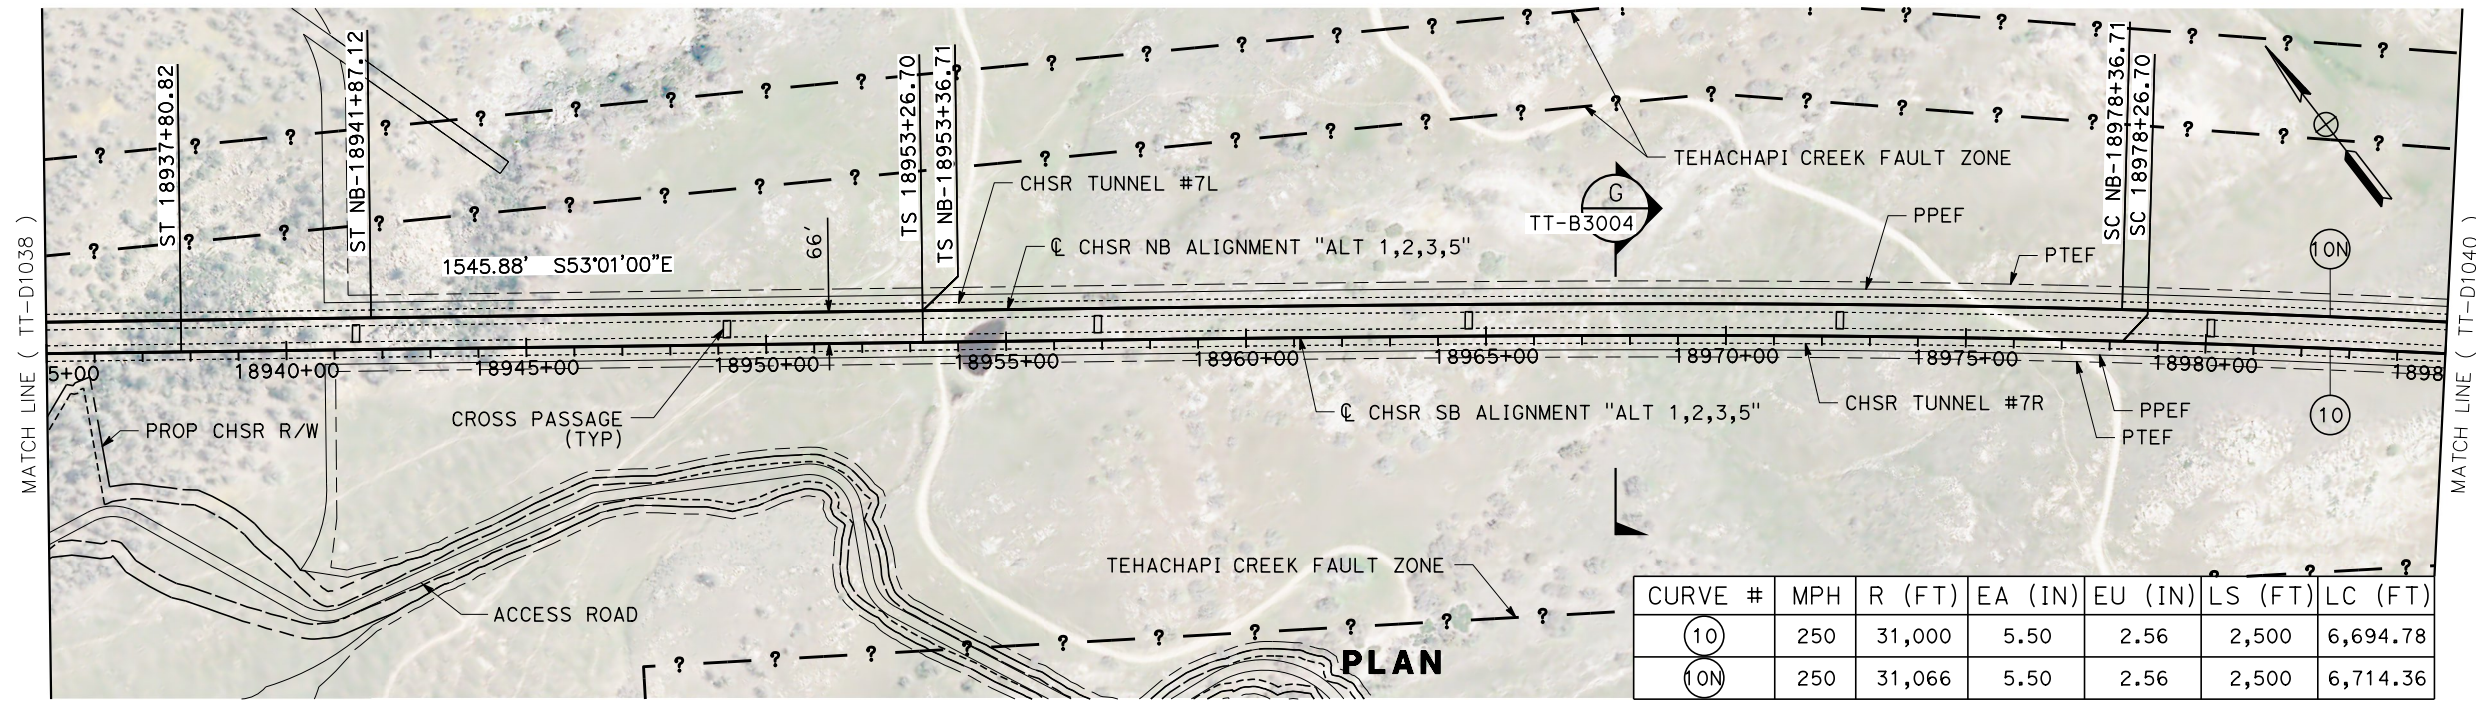 ST 18937+80.82
ST NB-18941+87.12
TS 18953+26.70
TS NB-18953+36.71
SC NB-18978+36.71
SC 18978+26.70
TEHACHAPI CREEK FAULT ZONE
CHSR TUNNEL #7L
G
TT-B3004
PPEF
℄ CHSR NB ALIGNMENT "ALT 1,2,3,5"
PTEF
10N
1545.88' S53°01'00"E
66'
MATCH LINE ( TT-D1038 )
MATCH LINE ( TT-D1040 )
5+00
18940+00
18945+00
18950+00
18955+00
18960+00
18965+00
18970+00
18975+00
18980+00
1898
PROP CHSR R/W
CROSS PASSAGE
(TYP)
℄ CHSR SB ALIGNMENT "ALT 1,2,3,5"
CHSR TUNNEL #7R
PPEF
PTEF
10
TEHACHAPI CREEK FAULT ZONE
ACCESS ROAD
PLAN
CURVE # MPH R (FT) EA (IN) EU (IN) LS (FT) LC (FT)
10 250 31,000 5.50 2.56 2,500 6,694.78
10N 250 31,066 5.50 2.56 2,500 6,714.36